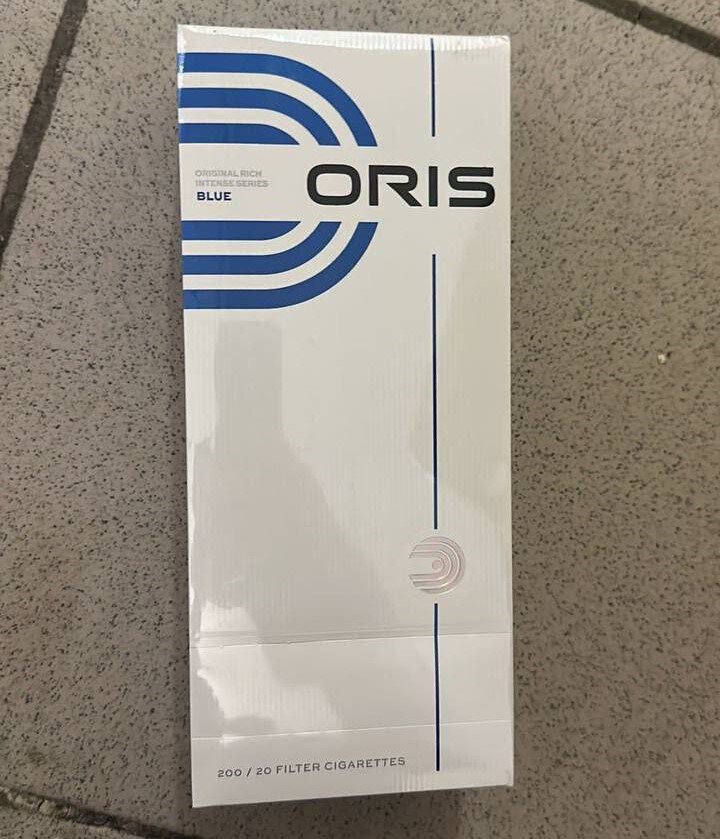 ORIGINAL RICH
INTENSE SERIES
BLUE
ORIS
200 / 20 FILTER CIGARETTES